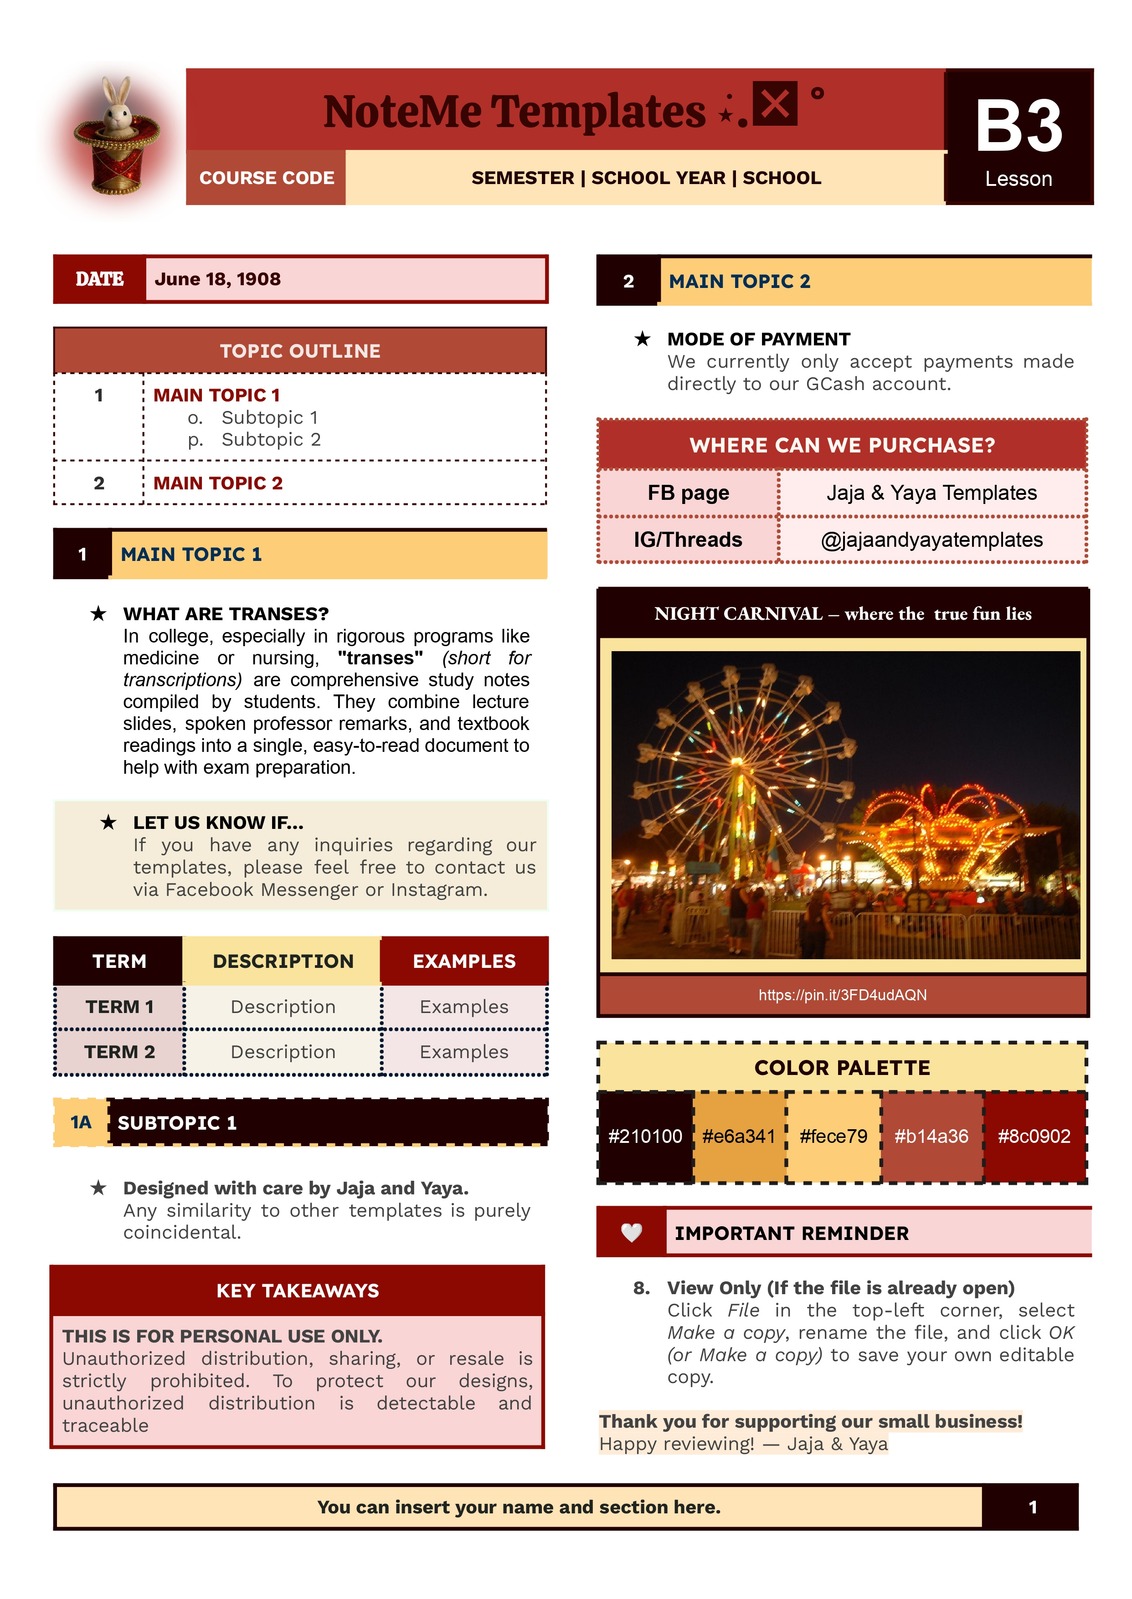 NoteMe Templates
COURSE CODE
SEMESTER | SCHOOL YEAR | SCHOOL
B3
Lesson
DATE
June 18, 1908
TOPIC OUTLINE
1
MAIN TOPIC 1
o. Subtopic 1
p. Subtopic 2
2
MAIN TOPIC 2
1
MAIN TOPIC 1
★ WHAT ARE TRANSES?
In college, especially in rigorous programs like
medicine or nursing, "transes" (short for
transcriptions) are comprehensive study notes
compiled by students. They combine lecture
slides, spoken professor remarks, and textbook
readings into a single, easy-to-read document to
help with exam preparation.
★ LET US KNOW IF...
If you have any inquiries regarding our
templates, please feel free to contact us
via Facebook Messenger or Instagram.
TERM DESCRIPTION EXAMPLES
TERM 1 Description Examples
TERM 2 Description Examples
1A SUBTOPIC 1
★ Designed with care by Jaja and Yaya.
Any similarity to other templates is purely
coincidental.
KEY TAKEAWAYS
THIS IS FOR PERSONAL USE ONLY.
Unauthorized distribution, sharing, or resale is
strictly prohibited. To protect our designs,
unauthorized distribution is detectable and
traceable
2
MAIN TOPIC 2
★ MODE OF PAYMENT
We currently only accept payments made
directly to our GCash account.
WHERE CAN WE PURCHASE?
FB page Jaja & Yaya Templates
IG/Threads @jajaandyayatemplates
NIGHT CARNIVAL – where the true fun lies
https://pin.it/3FD4udAQN
COLOR PALETTE
#210100 #e6a341 #fece79 #b14a36 #8c0902
🤍 IMPORTANT REMINDER
8. View Only (If the file is already open)
Click File in the top-left corner, select
Make a copy, rename the file, and click OK
(or Make a copy) to save your own editable
copy.
Thank you for supporting our small business!
Happy reviewing! — Jaja & Yaya
You can insert your name and section here.
1